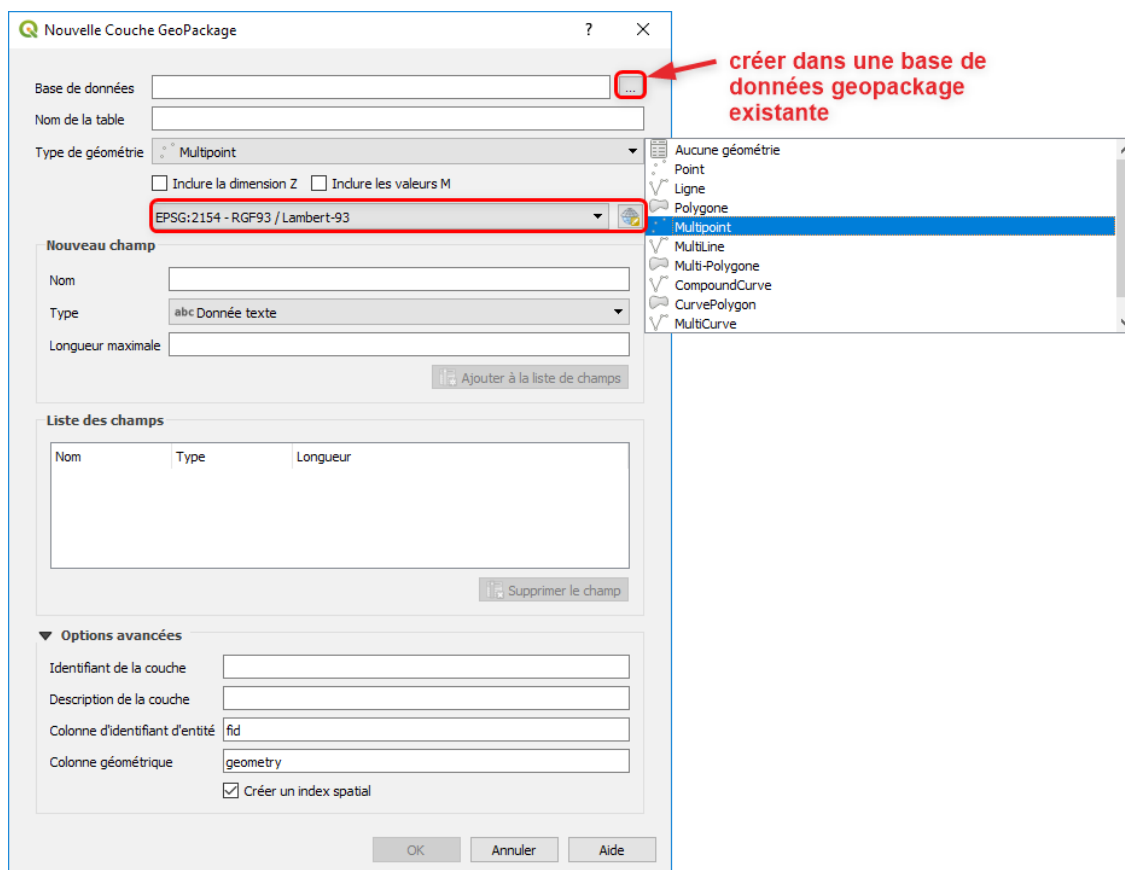 Nouvelle Couche GeoPackage
?
créer dans une base de
données geopackage
existante
Base de données
...
Nom de la table
Type de géométrie Multipoint
Inclure la dimension Z Inclure les valeurs M
EPSG:2154 - RGF93 / Lambert-93
Aucune géométrie
Point
Ligne
Polygone
Multipoint
MultiLine
Multi-Polygone
CompoundCurve
CurvePolygon
MultiCurve
Nouveau champ
Nom
Type abc Donnée texte
Longueur maximale
Ajouter à la liste de champs
Liste des champs
Nom Type Longueur
Supprimer le champ
Options avancées
Identifiant de la couche
Description de la couche
Colonne d'identifiant d'entité fid
Colonne géométrique geometry
Créer un index spatial
OK Annuler Aide